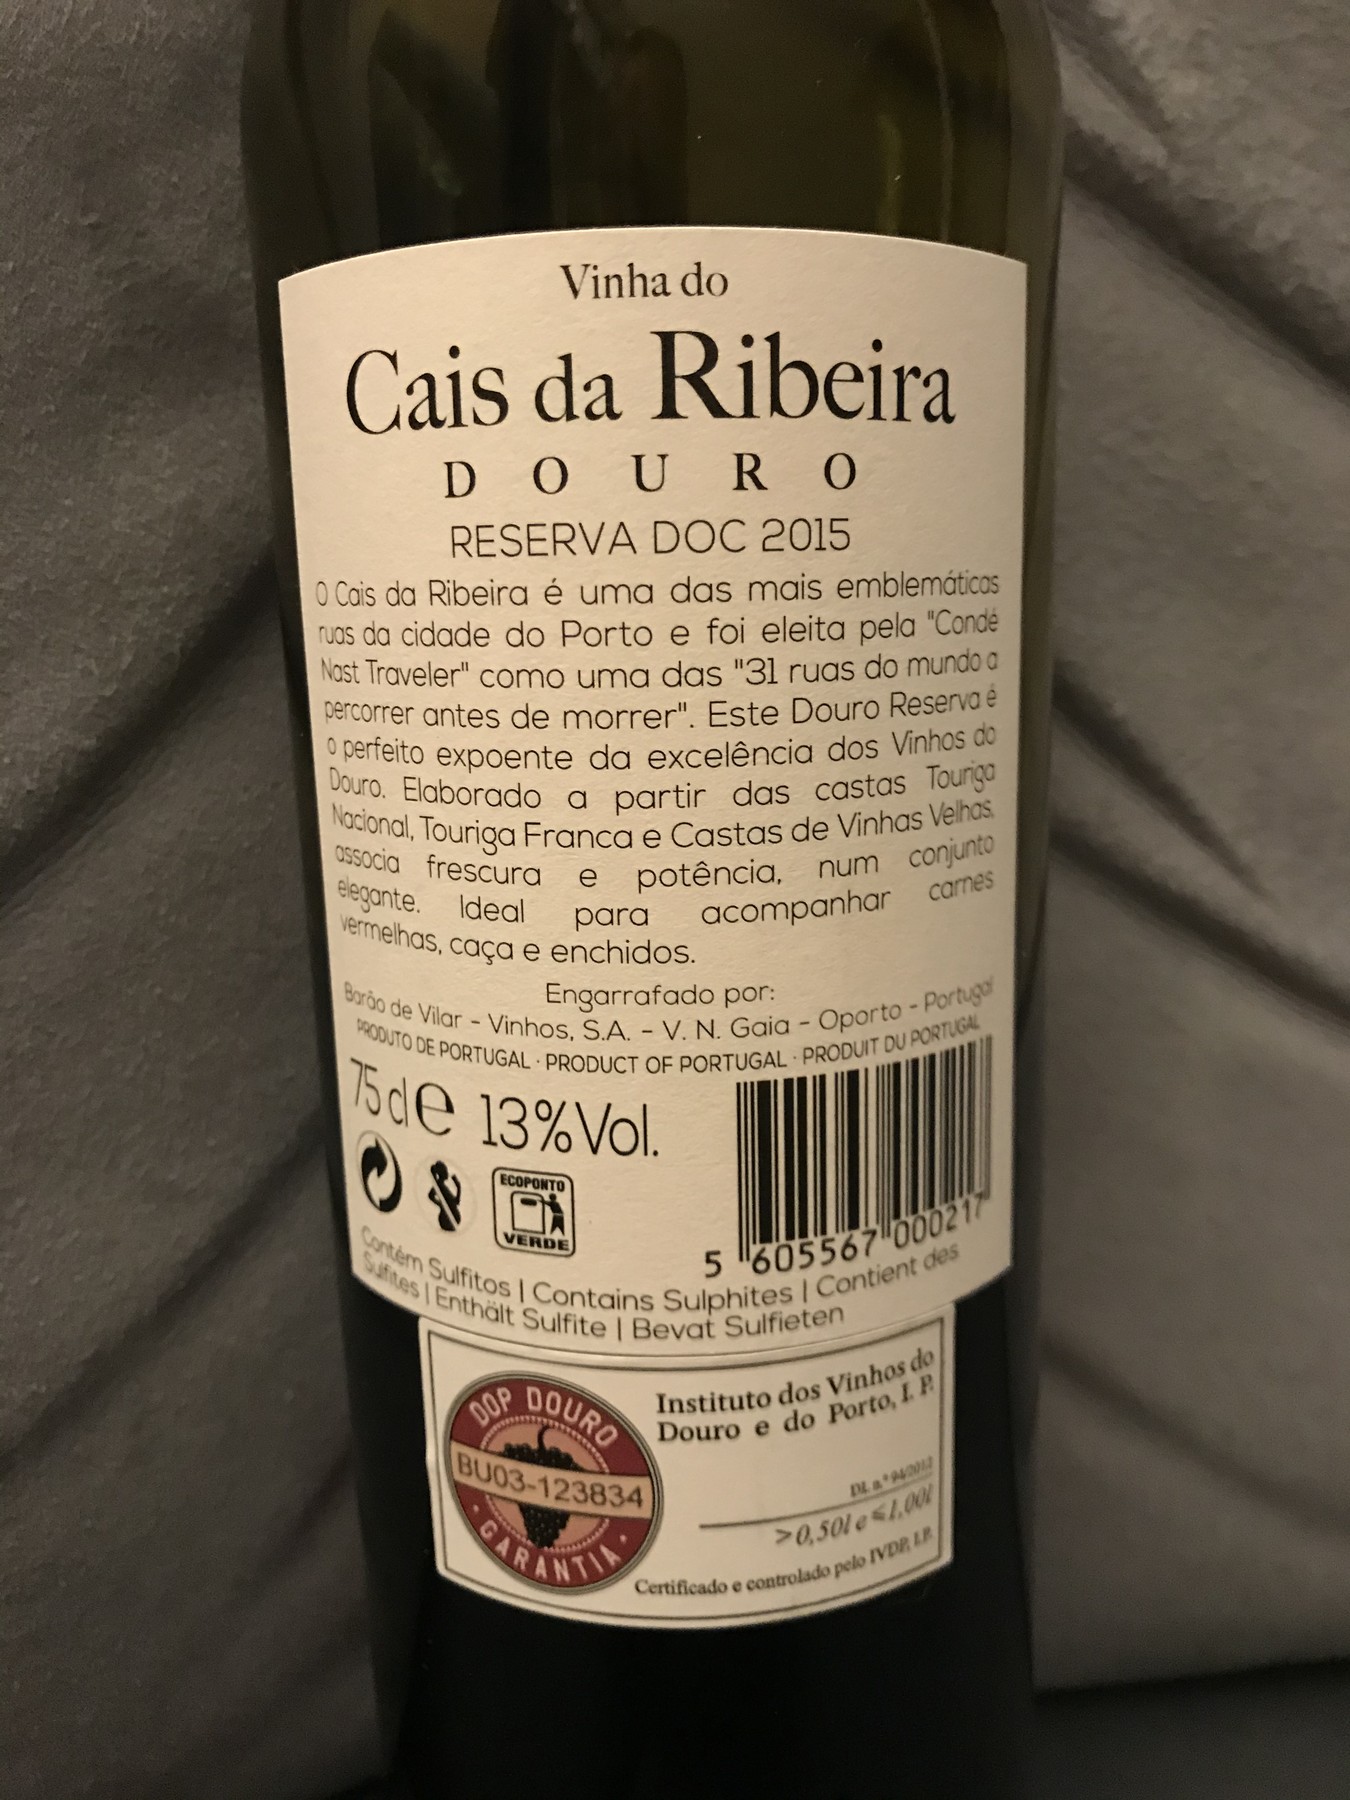 Vinha do
Cais da Ribeira
DOURO
RESERVA DOC 2015
O Cais da Ribeira é uma das mais emblemáticas
ruas da cidade do Porto e foi eleita pela "Condé
Nast Traveler" como uma das "31 ruas do mundo a
percorrer antes de morrer". Este Douro Reserva é
o perfeito expoente da excelência dos Vinhos do
Douro. Elaborado a partir das castas Touriga
Nacional, Touriga Franca e Castas de Vinhas Velhas,
associa frescura e potência, num conjunto
elegante. Ideal para acompanhar carnes
vermelhas, caça e enchidos.
Engarrafado por:
Barão de Vilar - Vinhos, S.A. - V. N. Gaia - Oporto - Portugal
PRODUTO DE PORTUGAL · PRODUCT OF PORTUGAL · PRODUIT DU PORTUGAL
75 cl e 13%Vol.
ECOPONTO
VERDE
5 605567 000217
Contém Sulfitos | Contains Sulphites | Contient des
Sulfites | Enthält Sulfite | Bevat Sulfieten
DOP DOURO
BU03-123834
· GARANTIA ·
Instituto dos Vinhos do
Douro e do Porto, I. P.
DL n.º 94/2012
>0,50l e ≤1,00l
Certificado e controlado pelo IVDP, I.P.